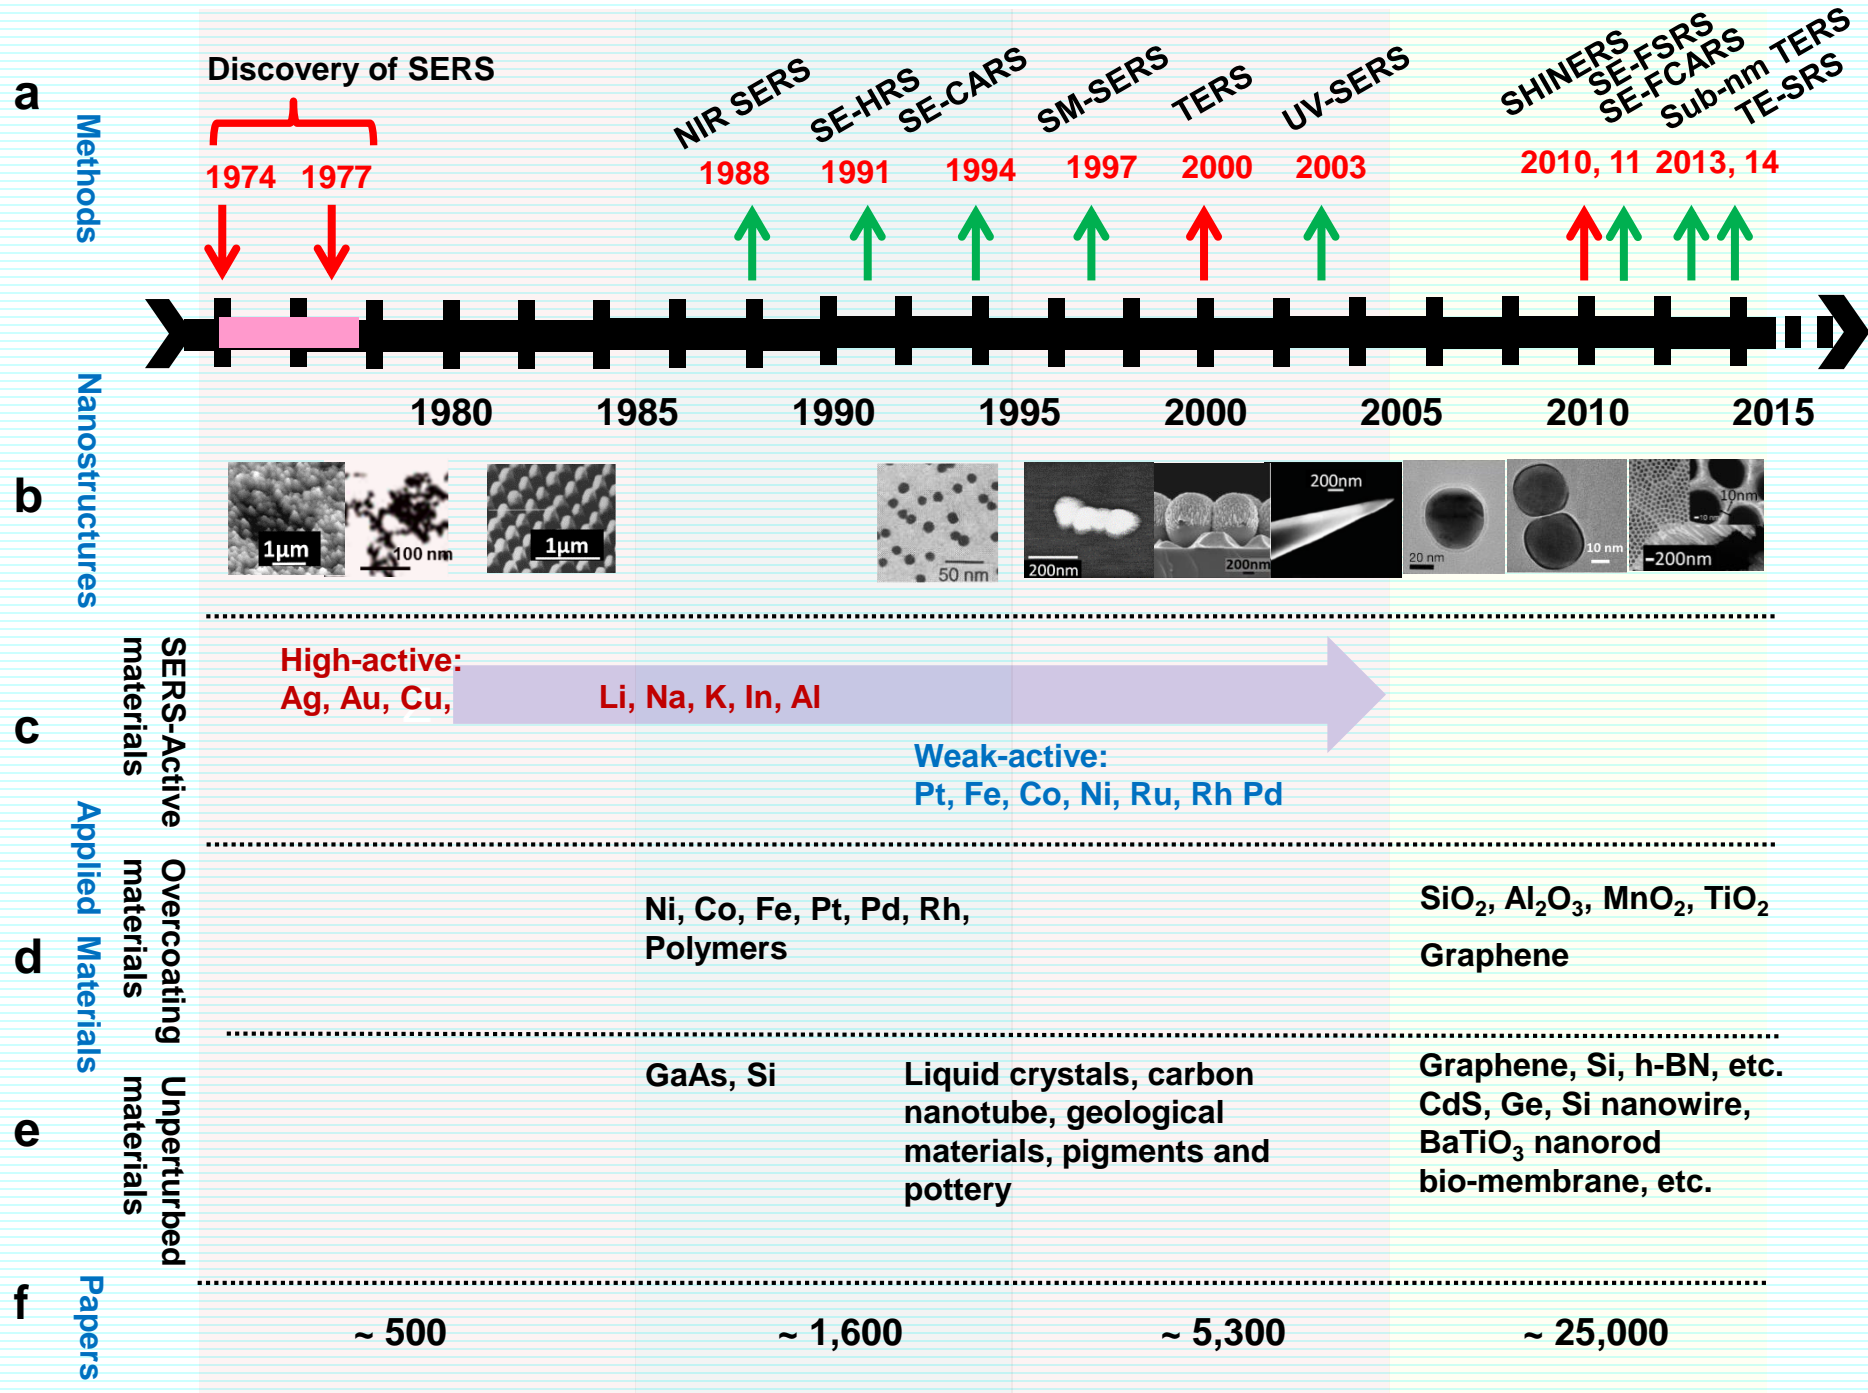 a
Methods
Discovery of SERS
1974
1977
NIR SERS
1988
SE-HRS
1991
SE-CARS
1994
SM-SERS
1997
TERS
2000
UV-SERS
2003
SHINERS
SE-FSRS
SE-FCARS
2010, 11
Sub-nm TERS
TE-SRS
2013, 14
1980
1985
1990
1995
2000
2005
2010
2015
b
Nanostructures
1µm
100 nm
1µm
50 nm
200nm
200nm
200nm
20 nm
10 nm
10nm
10 nm
200nm
c
Applied Materials
SERS-Active
materials
High-active:
Ag, Au, Cu,
Li, Na, K, In, Al
Weak-active:
Pt, Fe, Co, Ni, Ru, Rh Pd
d
Overcoating
materials
Ni, Co, Fe, Pt, Pd, Rh,
Polymers
SiO₂, Al₂O₃, MnO₂, TiO₂
Graphene
e
Unperturbed
materials
GaAs, Si
Liquid crystals, carbon
nanotube, geological
materials, pigments and
pottery
Graphene, Si, h-BN, etc.
CdS, Ge, Si nanowire,
BaTiO₃ nanorod
bio-membrane, etc.
f
Papers
~ 500
~ 1,600
~ 5,300
~ 25,000